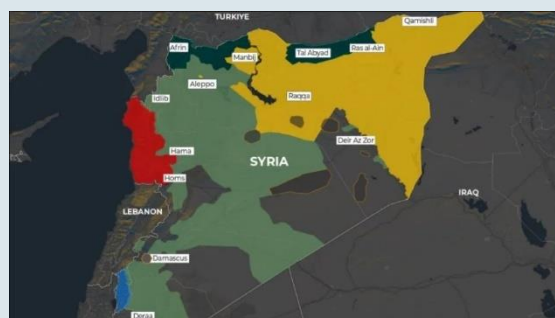 TURKIYE
Qamishli
Afrin
Manbij
Tal Abyad
Ras al-Ain
Aleppo
Idlib
Raqqa
Deir Az Zor
Hama
SYRIA
Homs
IRAQ
LEBANON
Damascus
Deraa